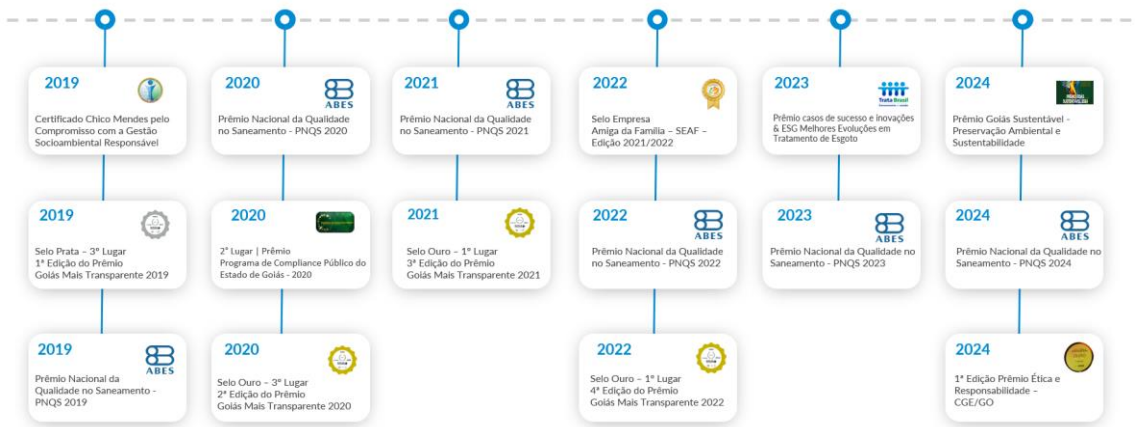 2019
Certificado Chico Mendes pelo
Compromisso com a Gestão
Socioambiental Responsável
2019
Selo Prata – 3º Lugar
1ª Edição do Prêmio
Goiás Mais Transparente 2019
2019
ABES
Prêmio Nacional da
Qualidade no Saneamento -
PNQS 2019
2020
ABES
Prêmio Nacional da Qualidade
no Saneamento - PNQS 2020
2020
2º Lugar | Prêmio
Programa de Compliance Público do
Estado de Goiás - 2020
2020
Selo Ouro – 3º Lugar
2ª Edição do Prêmio
Goiás Mais Transparente 2020
2021
ABES
Prêmio Nacional da Qualidade
no Saneamento - PNQS 2021
2021
Selo Ouro – 1º Lugar
3ª Edição do Prêmio
Goiás Mais Transparente 2021
2022
Selo Empresa
Amiga da Família – SEAF –
Edição 2021/2022
2022
ABES
Prêmio Nacional da Qualidade
no Saneamento - PNQS 2022
2022
Selo Ouro – 1º Lugar
4ª Edição do Prêmio
Goiás Mais Transparente 2022
2023
Trata Brasil
Prêmio casos de sucesso e inovações
& ESG Melhores Evoluções em
Tratamento de Esgoto
2023
ABES
Prêmio Nacional da Qualidade no
Saneamento - PNQS 2023
2024
Prêmio Goiás Sustentável -
Preservação Ambiental e
Sustentabilidade
2024
ABES
Prêmio Nacional da Qualidade no
Saneamento - PNQS 2024
2024
1ª Edição Prêmio Ética e
Responsabilidade –
CGE/GO